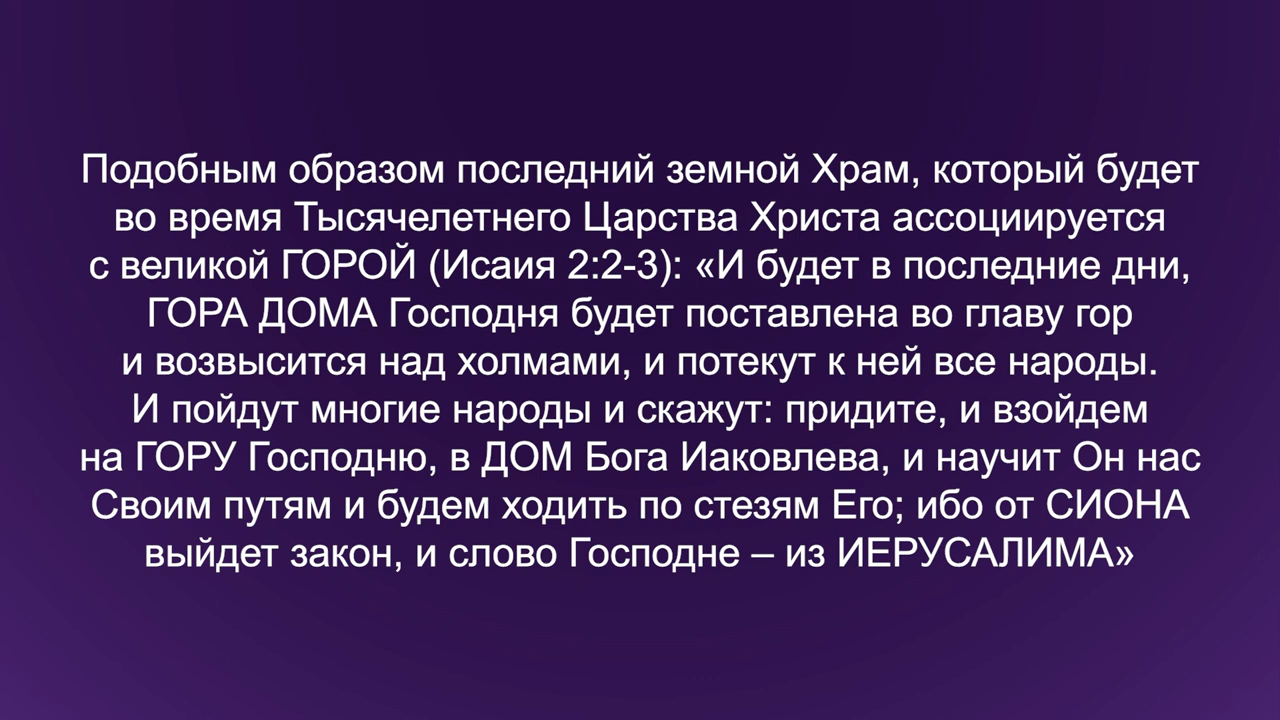 Подобным образом последний земной Храм, который будет
во время Тысячелетнего Царства Христа ассоциируется
с великой ГОРОЙ (Исаия 2:2-3): «И будет в последние дни,
ГОРА ДОМА Господня будет поставлена во главу гор
и возвысится над холмами, и потекут к ней все народы.
И пойдут многие народы и скажут: придите, и взойдем
на ГОРУ Господню, в ДОМ Бога Иаковлева, и научит Он нас
Своим путям и будем ходить по стезям Его; ибо от СИОНА
выйдет закон, и слово Господне – из ИЕРУСАЛИМА»